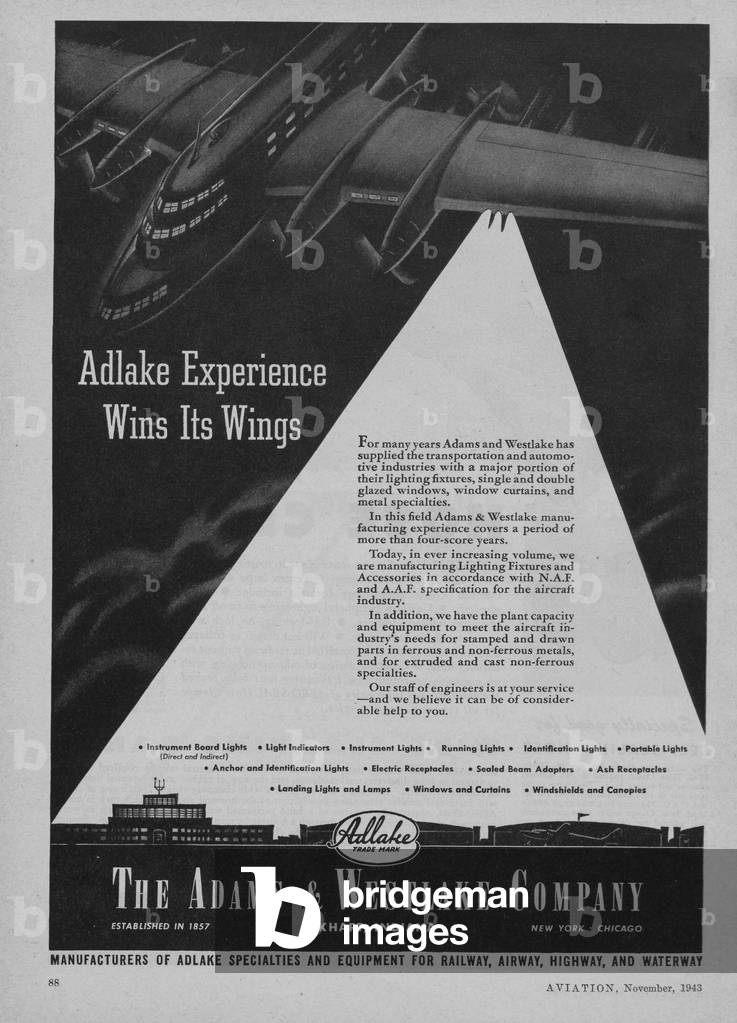 Adlake Experience
Wins Its Wings
For many years Adams and Westlake has
supplied the transportation and automo-
tive industries with a major portion of
their lighting fixtures, single and double
glazed windows, window curtains, and
metal specialties.
In this field Adams & Westlake manu-
facturing experience covers a period of
more than four-score years.
Today, in ever increasing volume, we
are manufacturing Lighting Fixtures and
Accessories in accordance with N.A.F.
and A.A.F. specification for the aircraft
industry.
In addition, we have the plant capacity
and equipment to meet the aircraft in-
dustry's needs for stamped and drawn
parts in ferrous and non-ferrous metals,
and for extruded and cast non-ferrous
specialties.
Our staff of engineers is at your service
—and we believe it can be of consider-
able help to you.
• Instrument Board Lights • Light Indicators • Instrument Lights • Running Lights • Identification Lights • Portable Lights
(Direct and Indirect)
• Anchor and Identification Lights • Electric Receptacles • Sealed Beam Adapters • Ash Receptacles
• Landing Lights and Lamps • Windows and Curtains • Windshields and Canopies
Adlake
TRADE MARK
THE ADAMS & WESTLAKE COMPANY
ESTABLISHED IN 1857 NEW YORK · CHICAGO
b bridgeman
images
MANUFACTURERS OF ADLAKE SPECIALTIES AND EQUIPMENT FOR RAILWAY, AIRWAY, HIGHWAY, AND WATERWAY
88 AVIATION, November, 1943